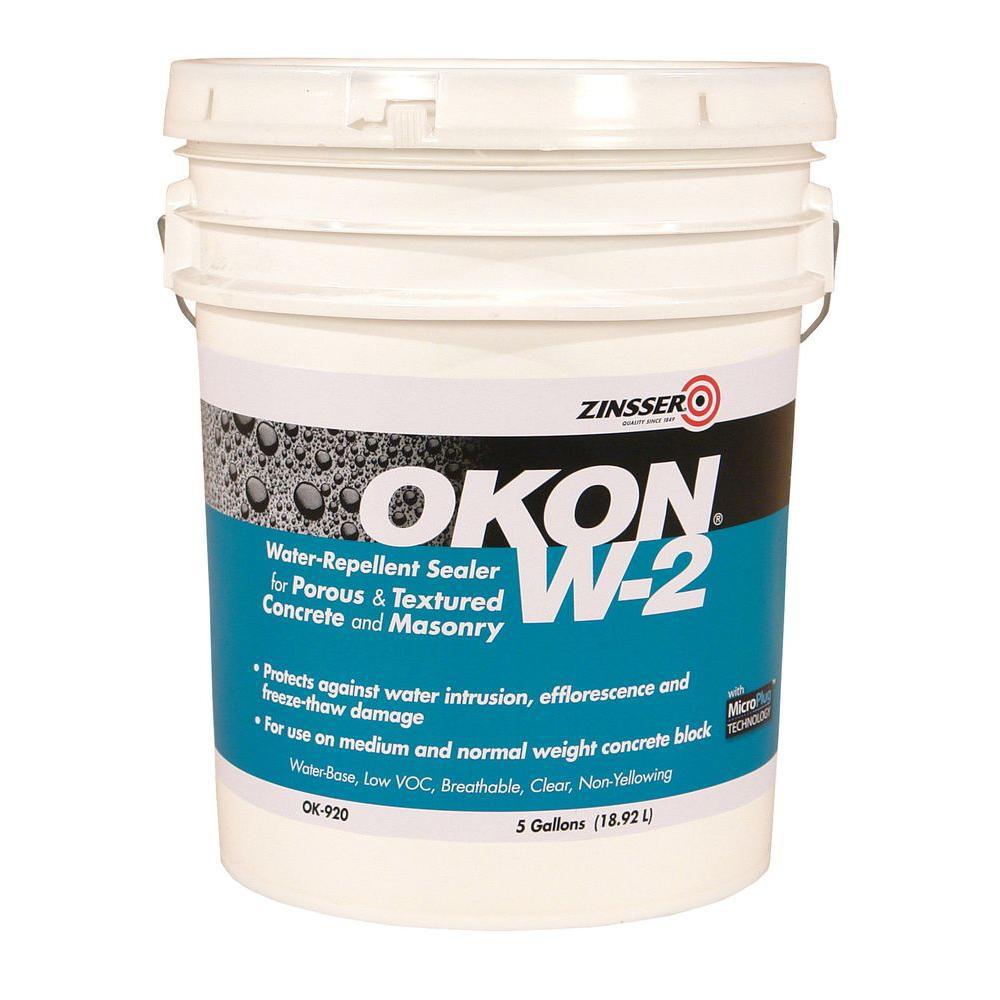 ZINSSER®
QUALITY SINCE 1849
OKON®
W-2
Water-Repellent Sealer
for Porous & Textured
Concrete and Masonry
• Protects against water intrusion, efflorescence and
freeze-thaw damage
• For use on medium and normal weight concrete block
with
MicroPlug™
TECHNOLOGY
Water-Base, Low VOC, Breathable, Clear, Non-Yellowing
OK-920
5 Gallons (18.92 L)